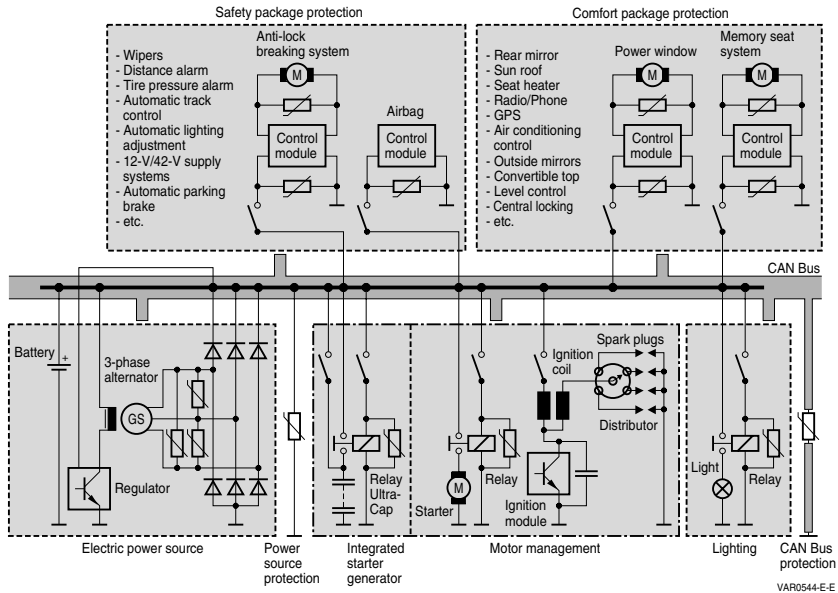 Safety package protection
Comfort package protection
- Wipers
- Distance alarm
- Tire pressure alarm
- Automatic track
control
- Automatic lighting
adjustment
- 12-V/42-V supply
systems
- Automatic parking
brake
- etc.
Anti-lock
breaking system
M
Control
module
Airbag
Control
module
- Rear mirror
- Sun roof
- Seat heater
- Radio/Phone
- GPS
- Air conditioning
control
- Outside mirrors
- Convertible top
- Level control
- Central locking
- etc.
Power window
M
Control
module
Memory seat
system
M
Control
module
CAN Bus
Battery
+
3-phase
alternator
GS
Regulator
Relay
Ultra-
Cap
Starter
M
Relay
Ignition
coil
Spark plugs
Distributor
Ignition
module
Light
Relay
Electric power source
Power
source
protection
Integrated
starter
generator
Motor management
Lighting
CAN Bus
protection
VAR0544-E-E